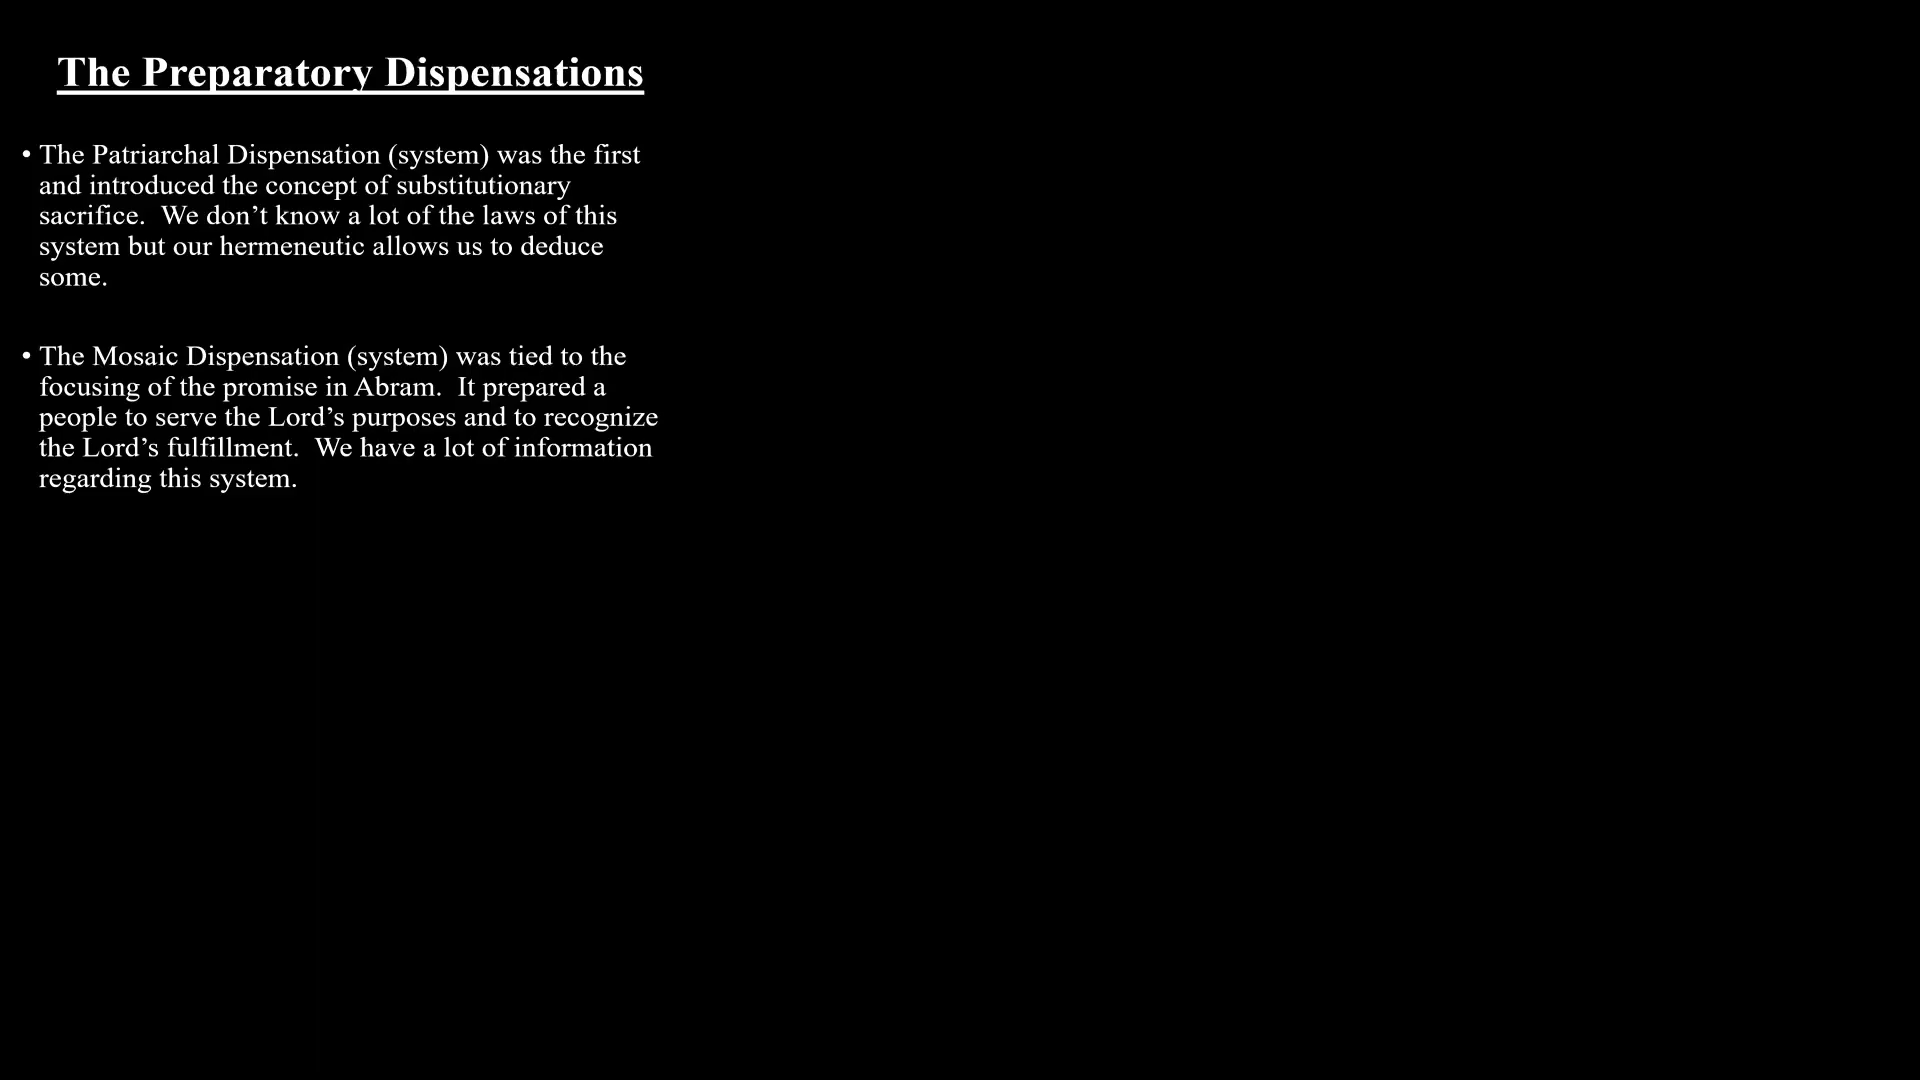 The Preparatory Dispensations
• The Patriarchal Dispensation (system) was the first
and introduced the concept of substitutionary
sacrifice.  We don’t know a lot of the laws of this
system but our hermeneutic allows us to deduce
some.
• The Mosaic Dispensation (system) was tied to the
focusing of the promise in Abram.  It prepared a
people to serve the Lord’s purposes and to recognize
the Lord’s fulfillment.  We have a lot of information
regarding this system.